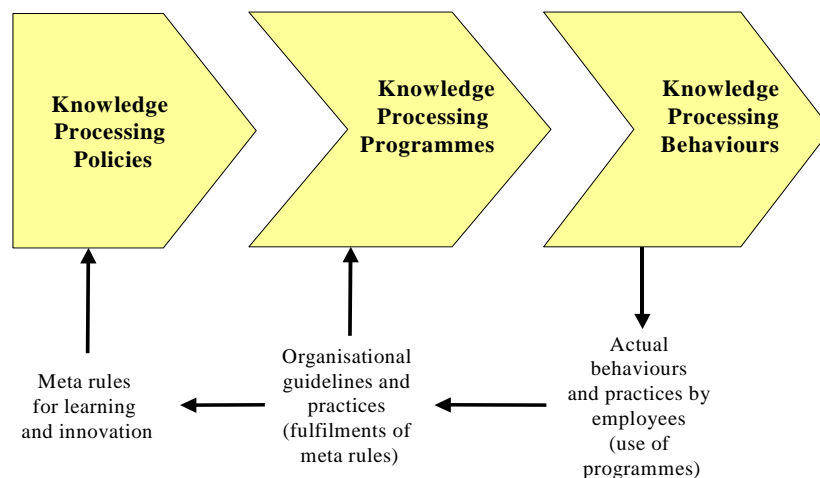 Knowledge
Processing
Policies
Knowledge
Processing
Programmes
Knowledge
Processing
Behaviours
Meta rules
for learning
and innovation
Organisational
guidelines and
practices
(fulfilments of
meta rules)
Actual
behaviours
and practices by
employees
(use of
programmes)